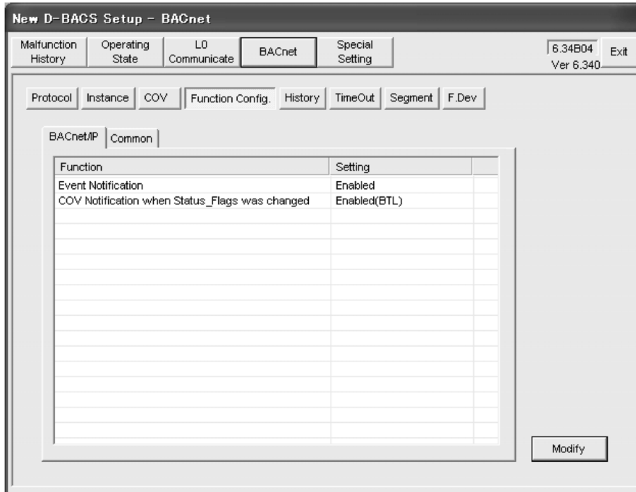 New D-BACS Setup - BACnet
Malfunction History
Operating State
L0 Communicate
BACnet
Special Setting
6.34B04
Ver 6.340
Exit
Protocol Instance COV Function Config. History TimeOut Segment F.Dev
BACnet/IP Common
Function Setting
Event Notification Enabled
COV Notification when Status_Flags was changed Enabled(BTL)
Modify